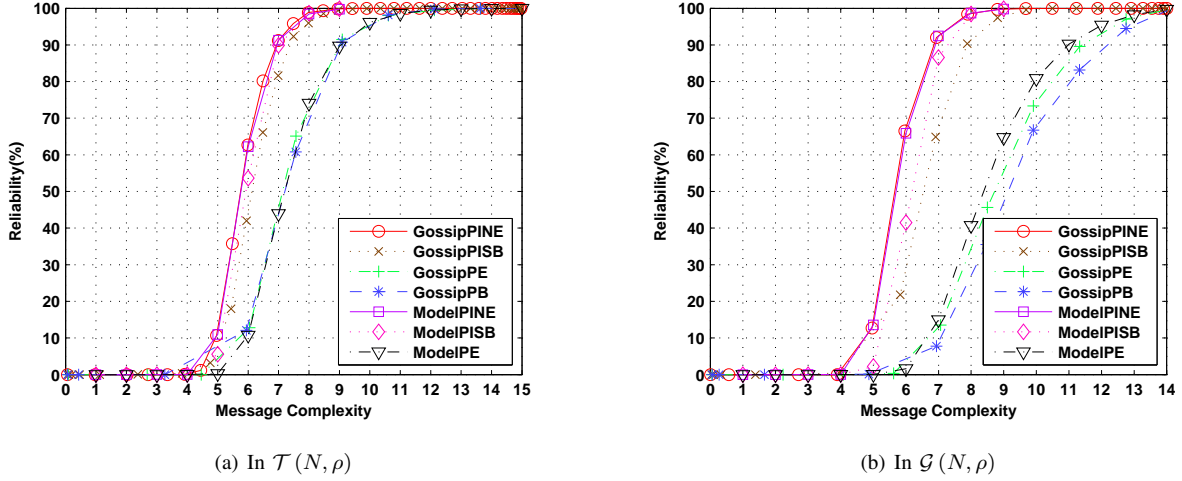 Reliability(%)
100
90
80
70
60
50
40
30
20
10
0
0 1 2 3 4 5 6 7 8 9 10 11 12 13 14 15
Message Complexity
GossipPINE
GossipPISB
GossipPE
GossipPB
ModelPINE
ModelPISB
ModelPE
(a) In 𝒯 (N, ρ)
Reliability(%)
100
90
80
70
60
50
40
30
20
10
0
0 1 2 3 4 5 6 7 8 9 10 11 12 13 14
Message Complexity
GossipPINE
GossipPISB
GossipPE
GossipPB
ModelPINE
ModelPISB
ModelPE
(b) In 𝒢 (N, ρ)